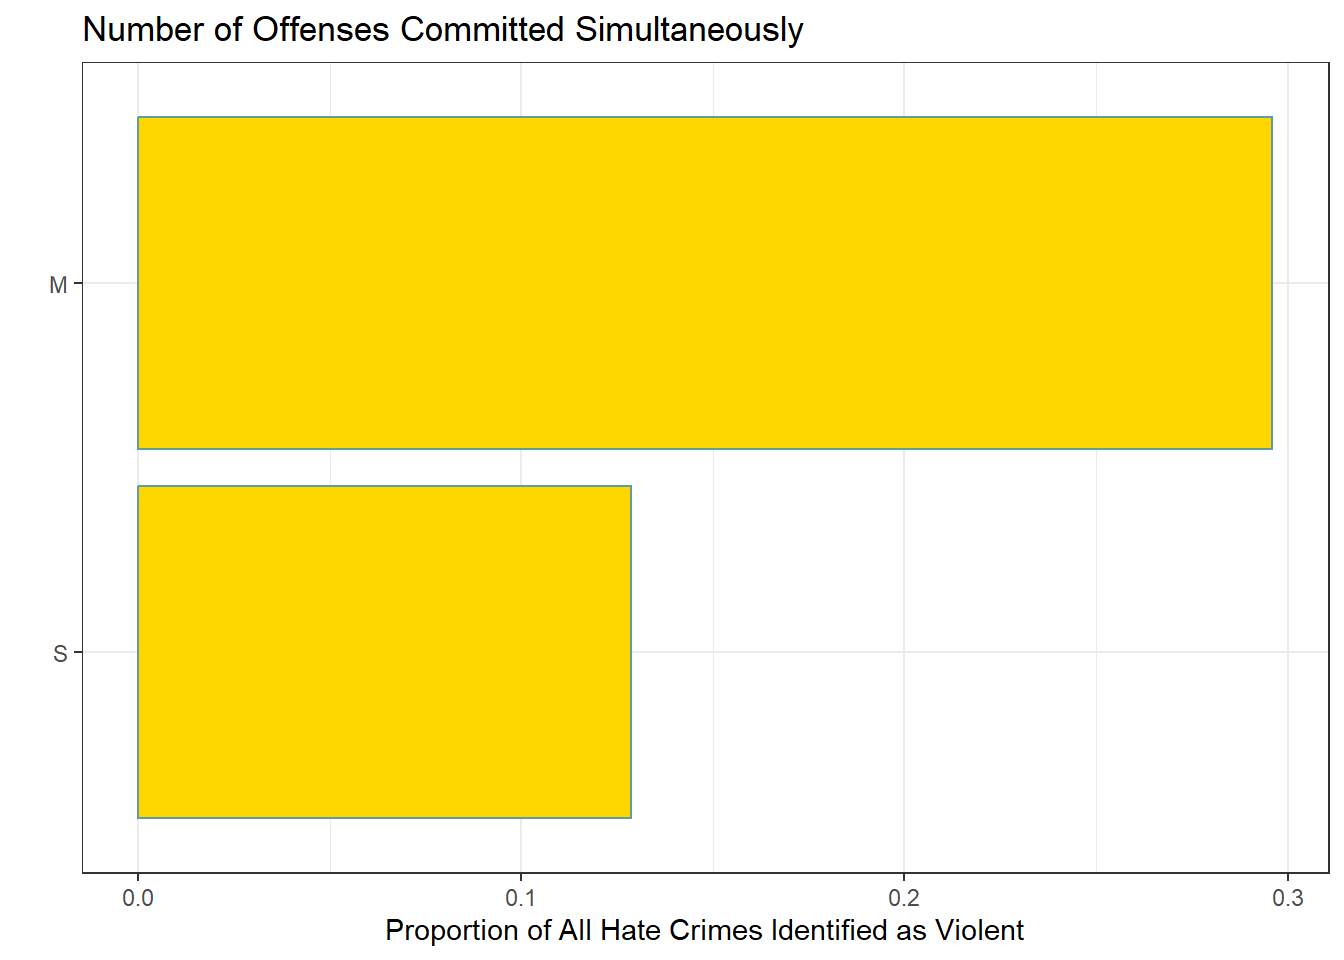 Number of Offenses Committed Simultaneously
M
S
0.0 0.1 0.2 0.3
Proportion of All Hate Crimes Identified as Violent